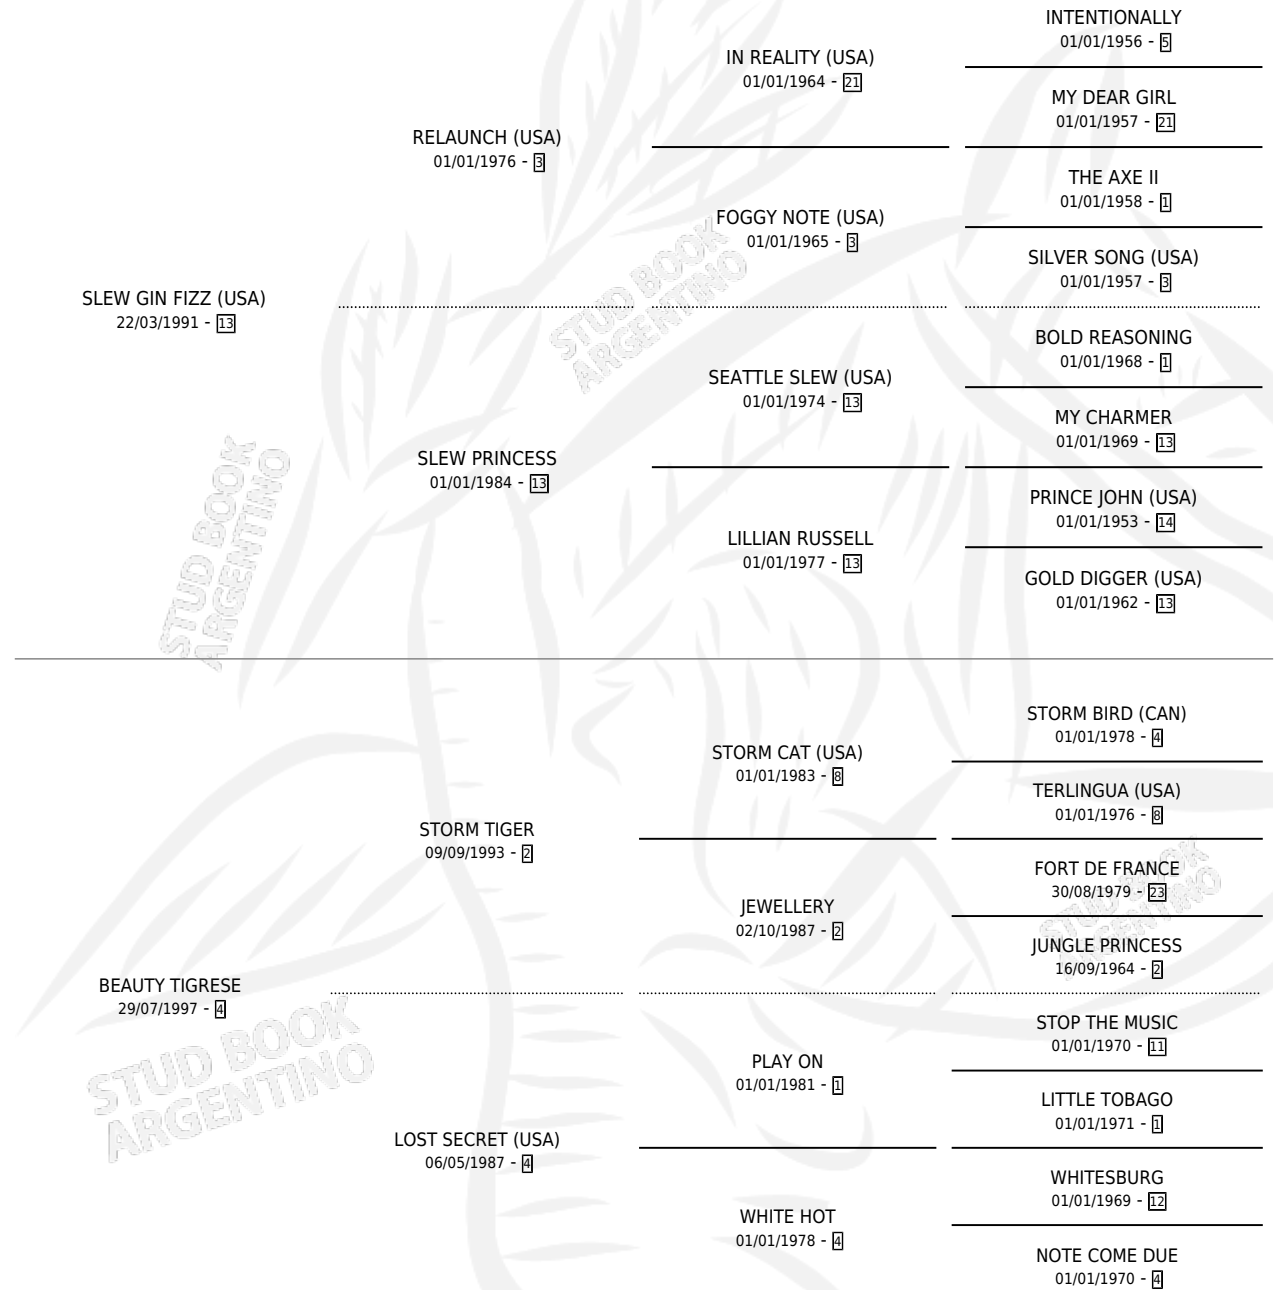 INTENTIONALLY
01/01/1956 - 5
IN REALITY (USA)
01/01/1964 - 21
MY DEAR GIRL
01/01/1957 - 21
RELAUNCH (USA)
01/01/1976 - 3
THE AXE II
01/01/1958 - 1
FOGGY NOTE (USA)
01/01/1965 - 3
SILVER SONG (USA)
01/01/1957 - 3
SLEW GIN FIZZ (USA)
22/03/1991 - 13
BOLD REASONING
01/01/1968 - 1
SEATTLE SLEW (USA)
01/01/1974 - 13
MY CHARMER
01/01/1969 - 13
SLEW PRINCESS
01/01/1984 - 13
PRINCE JOHN (USA)
01/01/1953 - 14
LILLIAN RUSSELL
01/01/1977 - 13
GOLD DIGGER (USA)
01/01/1962 - 13
STORM BIRD (CAN)
01/01/1978 - 4
STORM CAT (USA)
01/01/1983 - 8
TERLINGUA (USA)
01/01/1976 - 8
STORM TIGER
09/09/1993 - 2
FORT DE FRANCE
30/08/1979 - 23
JEWELLERY
02/10/1987 - 2
JUNGLE PRINCESS
16/09/1964 - 2
BEAUTY TIGRESE
29/07/1997 - 4
STOP THE MUSIC
01/01/1970 - 11
PLAY ON
01/01/1981 - 1
LITTLE TOBAGO
01/01/1971 - 1
LOST SECRET (USA)
06/05/1987 - 4
WHITESBURG
01/01/1969 - 12
WHITE HOT
01/01/1978 - 4
NOTE COME DUE
01/01/1970 - 4
STUD BOOK
ARGENTINO
STUD BOOK
ARGENTINO
STUD BOOK
ARGENTINO
STUD BOOK
ARGENTINO